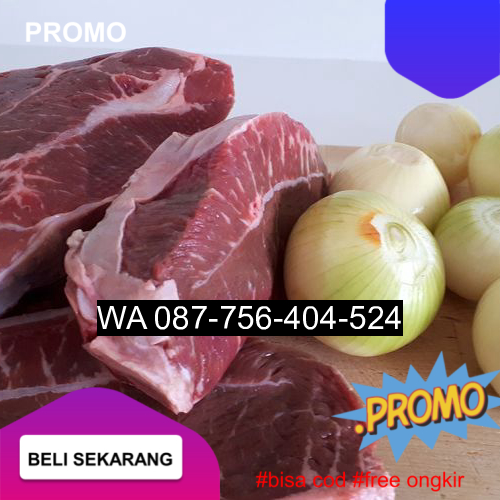 PROMO
WA 087-756-404-524
.PROMO
BELI SEKARANG
#bisa cod #free ongkir